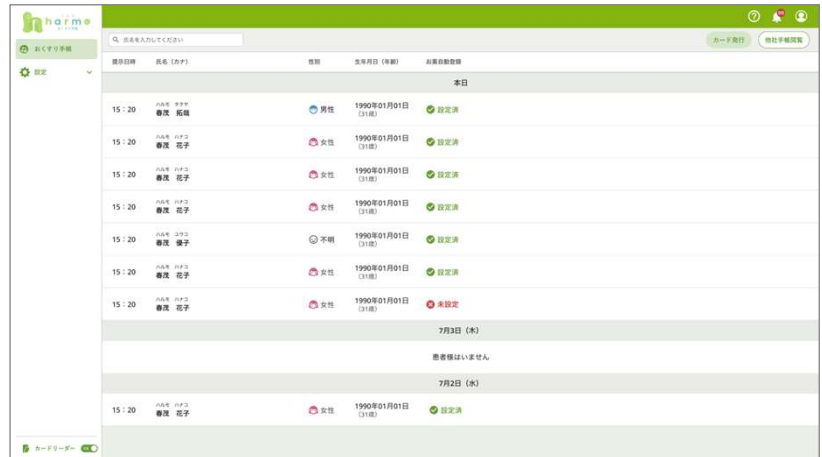 harmo
おくすり手帳
設定
カードリーダー
氏名を入力してください
カード発行
他社手帳閲覧
提示日時 氏名（カナ） 性別 生年月日（年齢） お薬自動登録
本日
ハルモ タクヤ
15：20 春茂 拓哉 男性 1990年01月01日 設定済
（31歳）
ハルモ ハナコ
15：20 春茂 花子 女性 1990年01月01日 設定済
（31歳）
ハルモ ハナコ
15：20 春茂 花子 女性 1990年01月01日 設定済
（31歳）
ハルモ ハナコ
15：20 春茂 花子 女性 1990年01月01日 設定済
（31歳）
ハルモ ユウコ
15：20 春茂 優子 不明 1990年01月01日 設定済
（31歳）
ハルモ ハナコ
15：20 春茂 花子 女性 1990年01月01日 設定済
（31歳）
ハルモ ハナコ
15：20 春茂 花子 女性 1990年01月01日 未設定
（31歳）
7月3日（木）
患者様はいません
7月2日（水）
ハルモ ハナコ
15：20 春茂 花子 女性 1990年01月01日 設定済
（31歳）